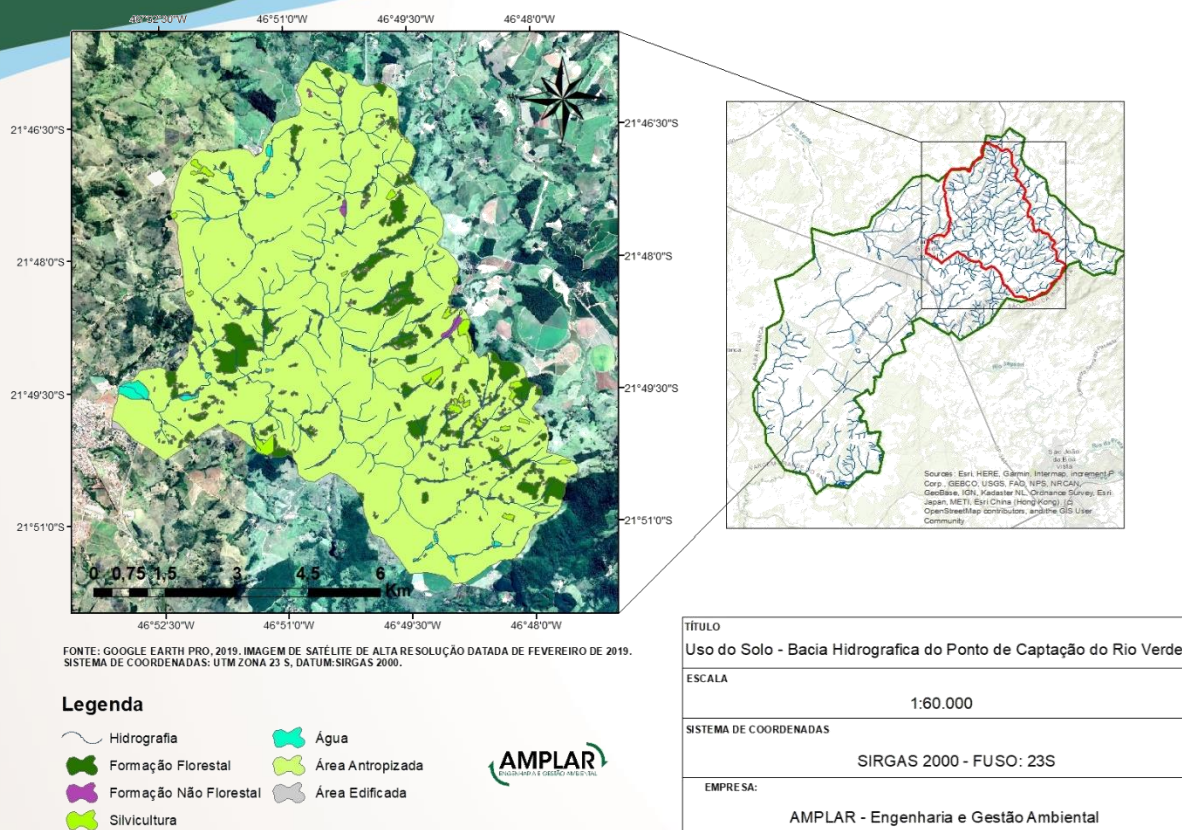 46°51'0"W 46°49'30"W 46°48'0"W
21°46'30"S 21°46'30"S
21°48'0"S 21°48'0"S
21°49'30"S 21°49'30"S
21°51'0"S 21°51'0"S
0 0,75 1,5 3 4,5 6
Km
46°52'30"W 46°51'0"W 46°49'30"W 46°48'0"W
Sources: Esri, HERE, Garmin, Intermap, increment P
Corp., GEBCO, USGS, FAO, NPS, NRCAN,
GeoBase, IGN, Kadaster NL, Ordnance Survey, Esri
Japan, METI, Esri China (Hong Kong), (c)
OpenStreetMap contributors, and the GIS User
Community
FONTE: GOOGLE EARTH PRO, 2019. IMAGEM DE SATÉLITE DE ALTA RESOLUÇÃO DATADA DE FEVEREIRO DE 2019.
SISTEMA DE COORDENADAS: UTM ZONA 23 S, DATUM:SIRGAS 2000.
Legenda
Hidrografia
Formação Florestal
Formação Não Florestal
Silvicultura
Água
Área Antropizada
Área Edificada
AMPLAR
ENGENHARIA E GESTÃO AMBIENTAL
TÍTULO
Uso do Solo - Bacia Hidrografica do Ponto de Captação do Rio Verde
ESCALA
1:60.000
SISTEMA DE COORDENADAS
SIRGAS 2000 - FUSO: 23S
EMPRESA:
AMPLAR - Engenharia e Gestão Ambiental